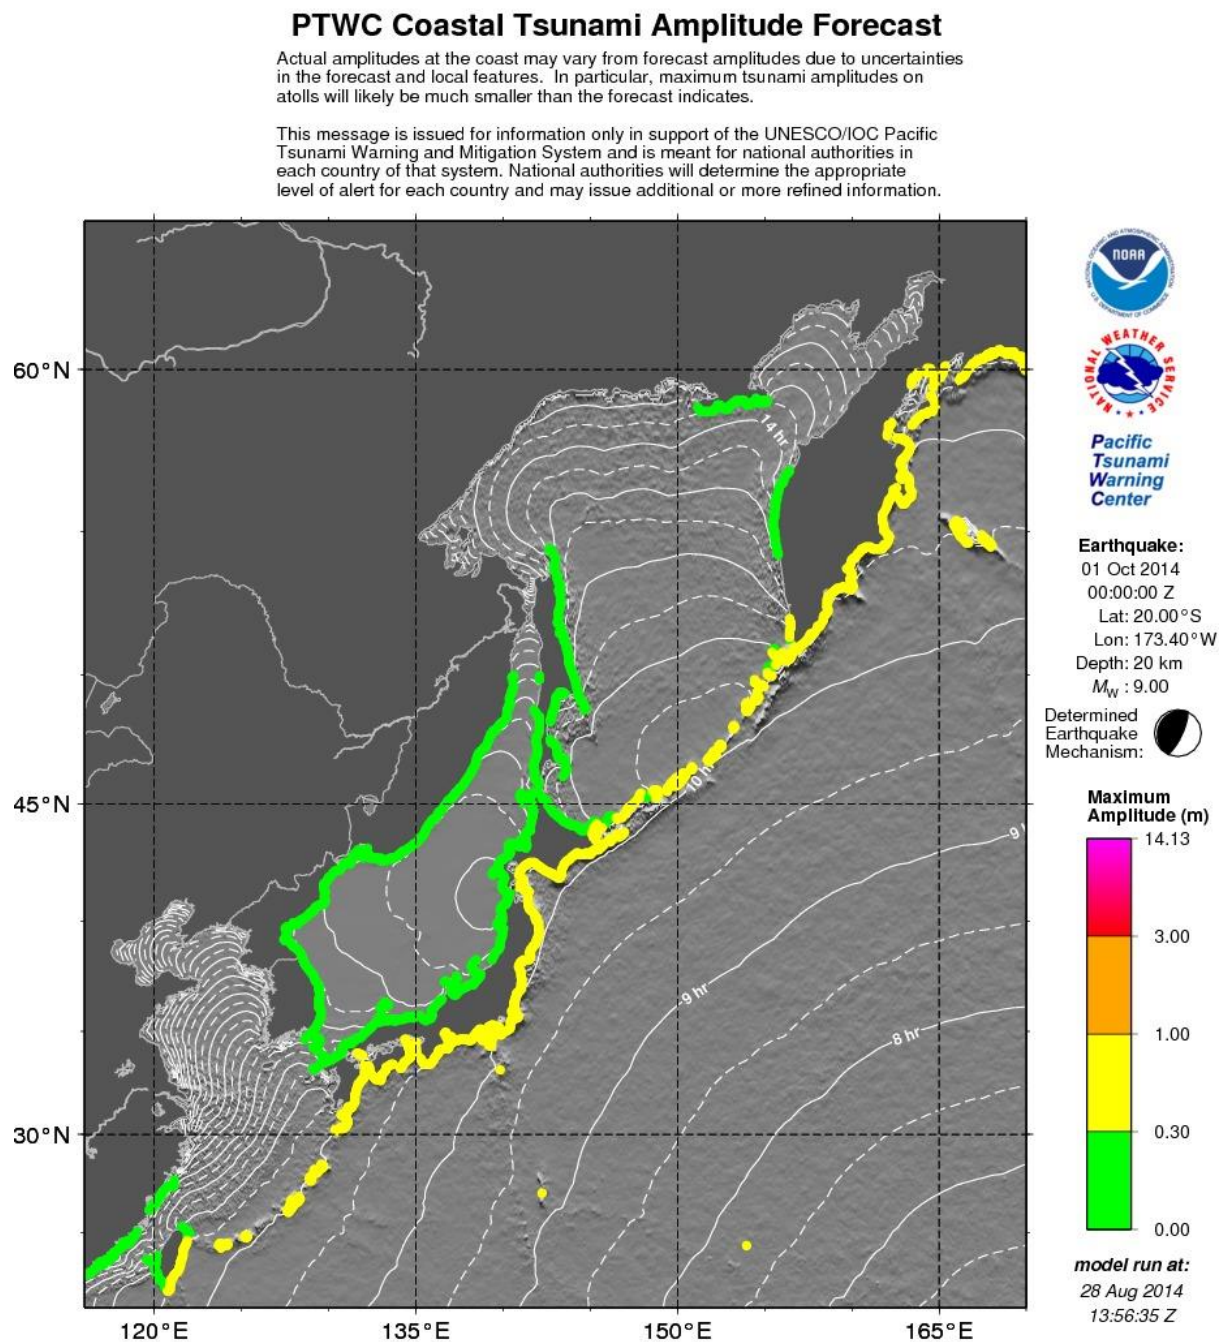 PTWC Coastal Tsunami Amplitude Forecast
Actual amplitudes at the coast may vary from forecast amplitudes due to uncertainties
in the forecast and local features. In particular, maximum tsunami amplitudes on
atolls will likely be much smaller than the forecast indicates.
This message is issued for information only in support of the UNESCO/IOC Pacific
Tsunami Warning and Mitigation System and is meant for national authorities in
each country of that system. National authorities will determine the appropriate
level of alert for each country and may issue additional or more refined information.
NATIONAL OCEANIC AND ATMOSPHERIC ADMINISTRATION
NOAA
U.S. DEPARTMENT OF COMMERCE
NATIONAL WEATHER SERVICE
Pacific
Tsunami
Warning
Center
Earthquake:
01 Oct 2014
00:00:00 Z
Lat: 20.00°S
Lon: 173.40°W
Depth: 20 km
Mw : 9.00
Determined
Earthquake
Mechanism:
Maximum
Amplitude (m)
14.13
3.00
1.00
0.30
0.00
model run at:
28 Aug 2014
13:56:35 Z
60°N
45°N
30°N
14 hr
10 hr
9 hr
8 hr
120°E
135°E
150°E
165°E